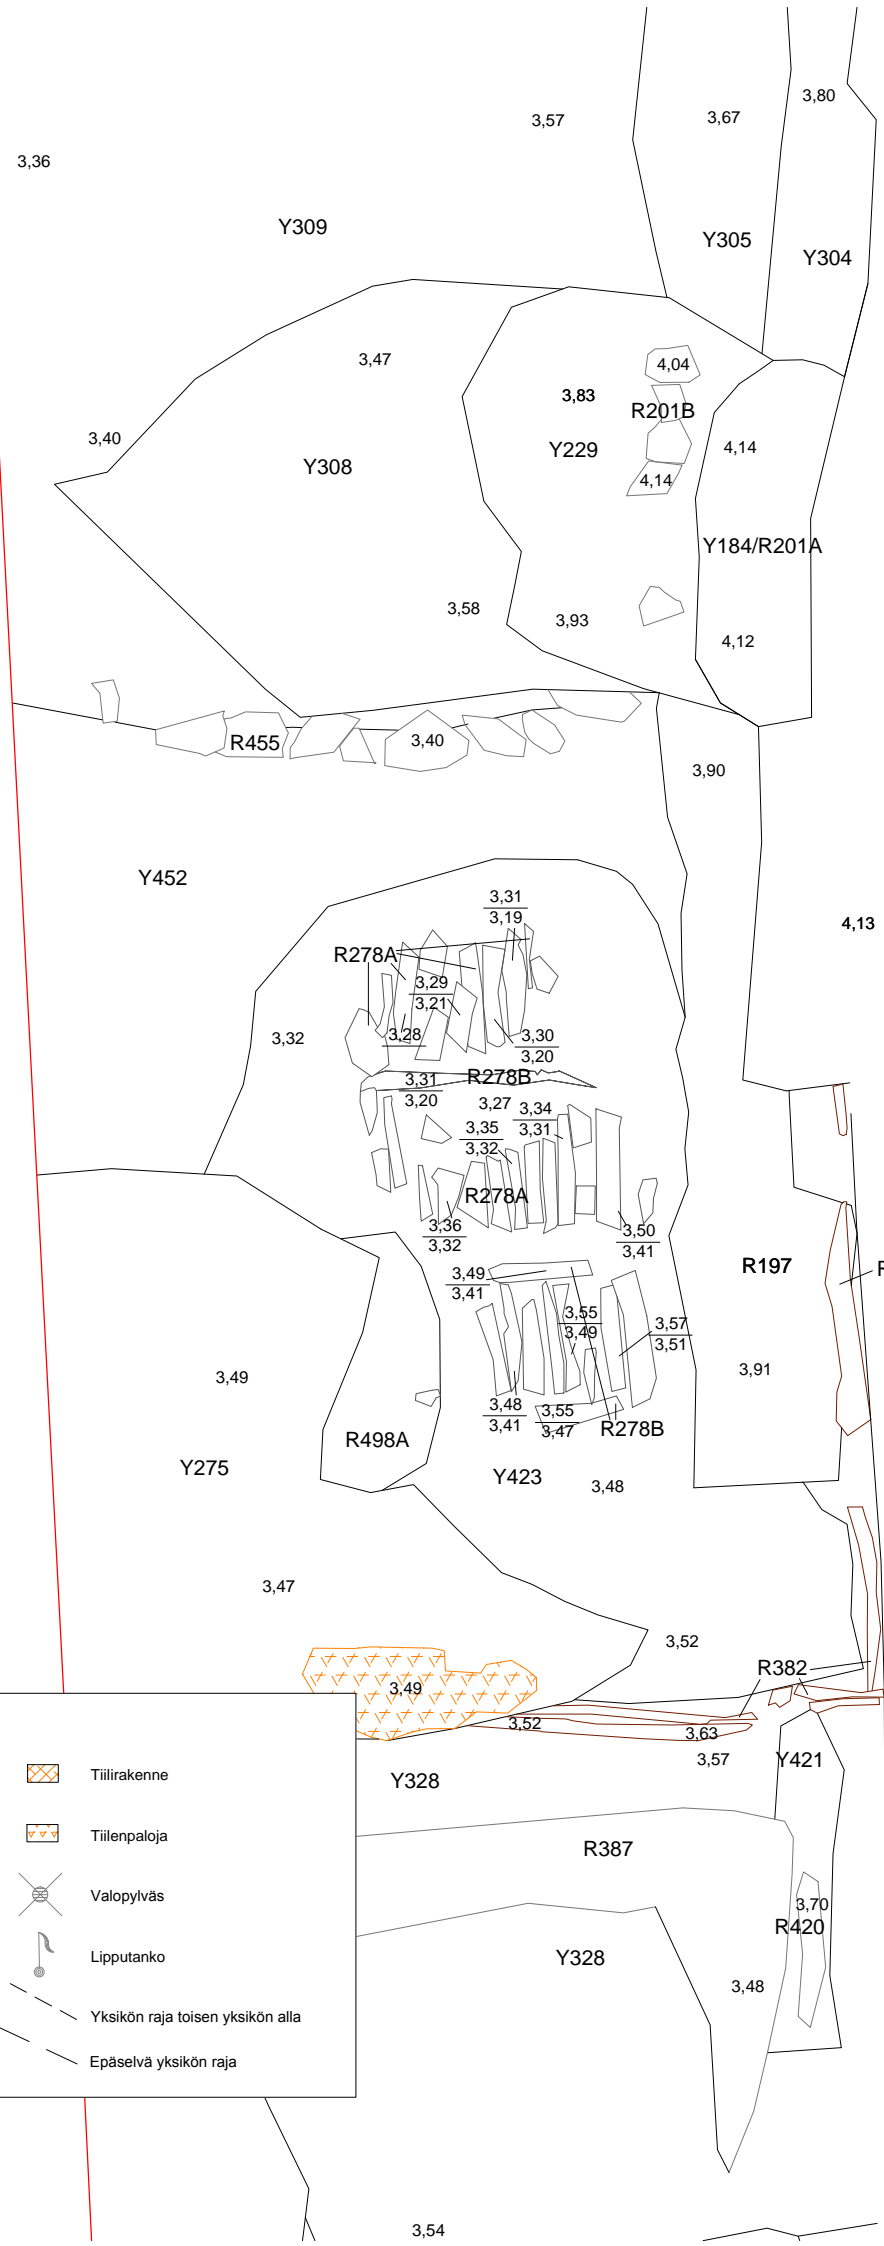 3,80
3,67
3,57
3,36
Y309
Y305
Y304
3,47
4,04
3,83
R201B
3,40
Y308
Y229
4,14
4,14
Y184/R201A
3,58
3,93
4,12
R455
3,40
3,90
Y452
3,31
3,19
4,13
R278A
3,29
3,21
3,32
3,28
3,30
3,20
R278B
3,31
3,20
3,27
3,34
3,31
3,35
3,32
R278A
3,36
3,32
3,50
3,41
R197
R
3,49
3,41
3,55
3,49
3,57
3,51
3,49
3,91
3,48
3,41
3,55
3,47
R278B
R498A
Y275
Y423
3,48
3,47
3,52
R382
3,49
3,52
3,63
3,57
Y421
Y328
R387
3,70
R420
Y328
3,48
Tiilirakenne
Tiilenpaloja
Valopylväs
Lipputanko
Yksikön raja toisen yksikön alla
Epäselvä yksikön raja
3,54